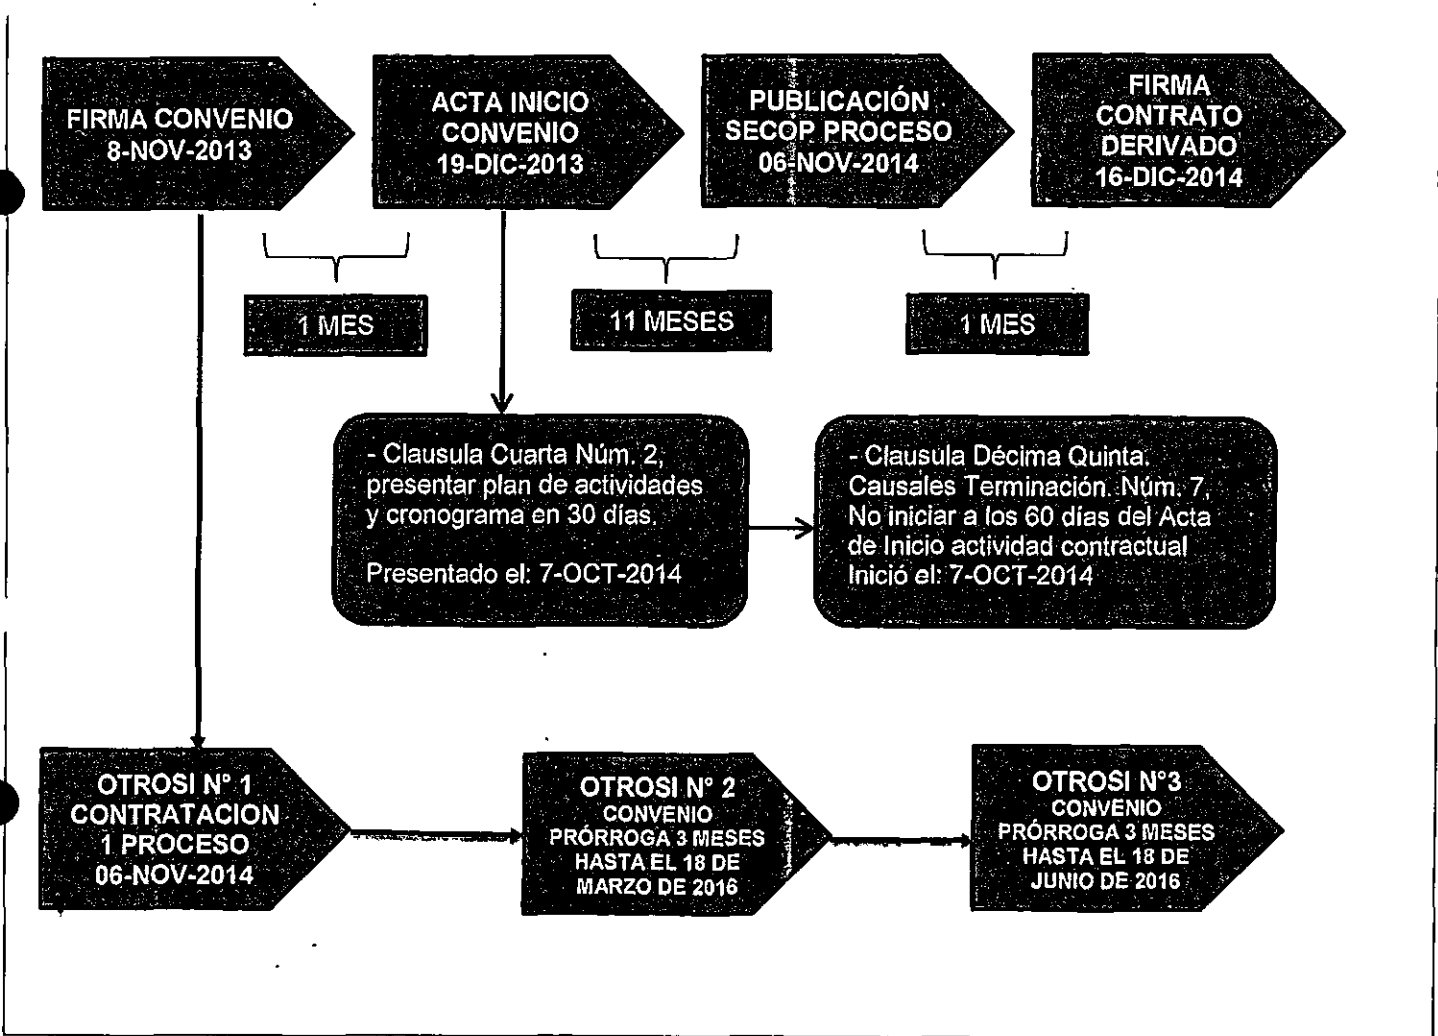 FIRMA CONVENIO
8-NOV-2013
ACTA INICIO
CONVENIO
19-DIC-2013
PUBLICACIÓN
SECOP PROCESO
06-NOV-2014
FIRMA
CONTRATO
DERIVADO
16-DIC-2014
1 MES
11 MESES
1 MES
- Clausula Cuarta Núm. 2,
presentar plan de actividades
y cronograma en 30 días.
Presentado el: 7-OCT-2014
- Clausula Décima Quinta.
Causales Terminación. Núm. 7,
No iniciar a los 60 días del Acta
de Inicio actividad contractual
Inició el: 7-OCT-2014
OTROSI N° 1
CONTRATACION
1 PROCESO
06-NOV-2014
OTROSI N° 2
CONVENIO
PRÓRROGA 3 MESES
HASTA EL 18 DE
MARZO DE 2016
OTROSI N°3
CONVENIO
PRÓRROGA 3 MESES
HASTA EL 18 DE
JUNIO DE 2016